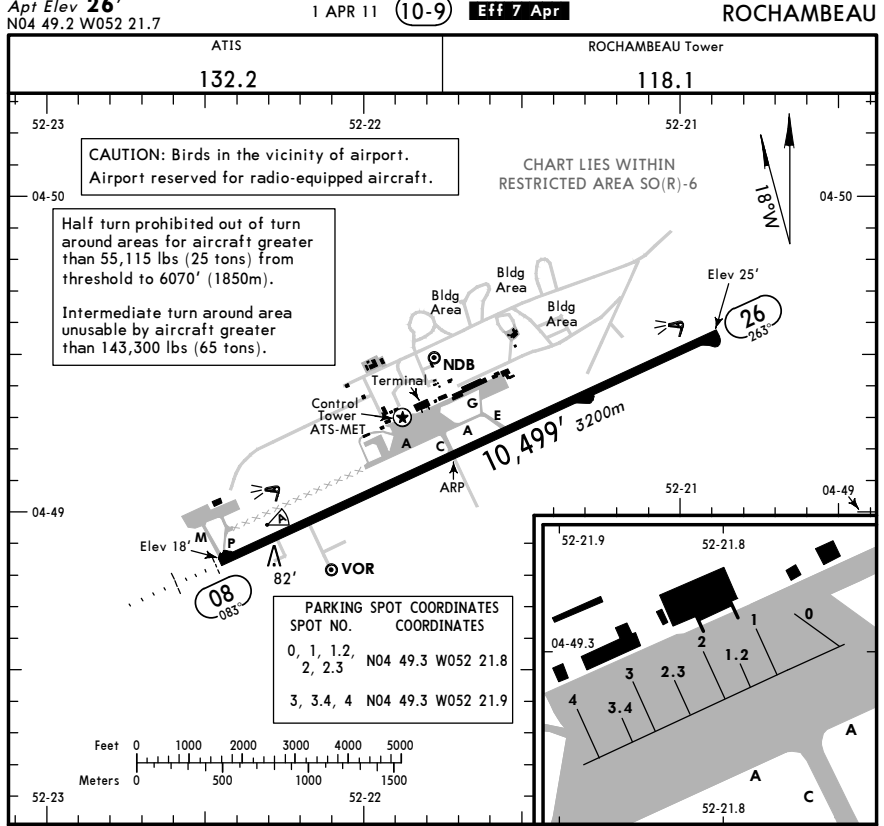 Apt Elev 26'
N04 49.2 W052 21.7
1 APR 11
10-9
Eff 7 Apr
ROCHAMBEAU
ATIS
132.2
ROCHAMBEAU Tower
118.1
52-23
52-22
52-21
CAUTION: Birds in the vicinity of airport.
Airport reserved for radio-equipped aircraft.
CHART LIES WITHIN
RESTRICTED AREA SO(R)-6
18°W
04-50
04-50
Half turn prohibited out of turn
around areas for aircraft greater
than 55,115 lbs (25 tons) from
threshold to 6070' (1850m).
Intermediate turn around area
unusable by aircraft greater
than 143,300 lbs (65 tons).
Bldg
Area
Bldg
Area
Bldg
Area
Elev 25'
26
263°
NDB
Terminal
Control
Tower
ATS-MET
G
E
A
A
C
10,499'
3200m
ARP
52-21
04-49
04-49
A
M
P
Elev 18'
82'
VOR
08
083°
PARKING SPOT COORDINATES
SPOT NO. COORDINATES
0, 1, 1.2,
2, 2.3 N04 49.3 W052 21.8
3, 3.4, 4 N04 49.3 W052 21.9
52-21.9
52-21.8
04-49.3
0
1
2
1.2
3
2.3
4
3.4
A
A
C
52-21.8
Feet 0 1000 2000 3000 4000 5000
Meters 0 500 1000 1500
52-23
52-22